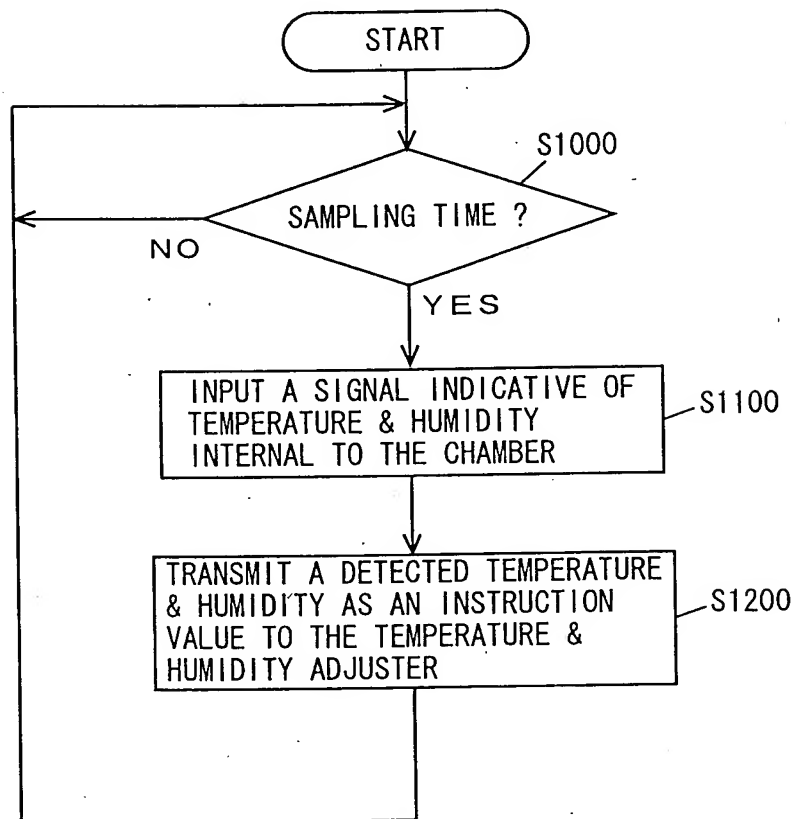 START
S1000
SAMPLING TIME ?
NO
YES
INPUT A SIGNAL INDICATIVE OF
TEMPERATURE & HUMIDITY
INTERNAL TO THE CHAMBER
S1100
TRANSMIT A DETECTED TEMPERATURE
& HUMIDITY AS AN INSTRUCTION
VALUE TO THE TEMPERATURE &
HUMIDITY ADJUSTER
S1200